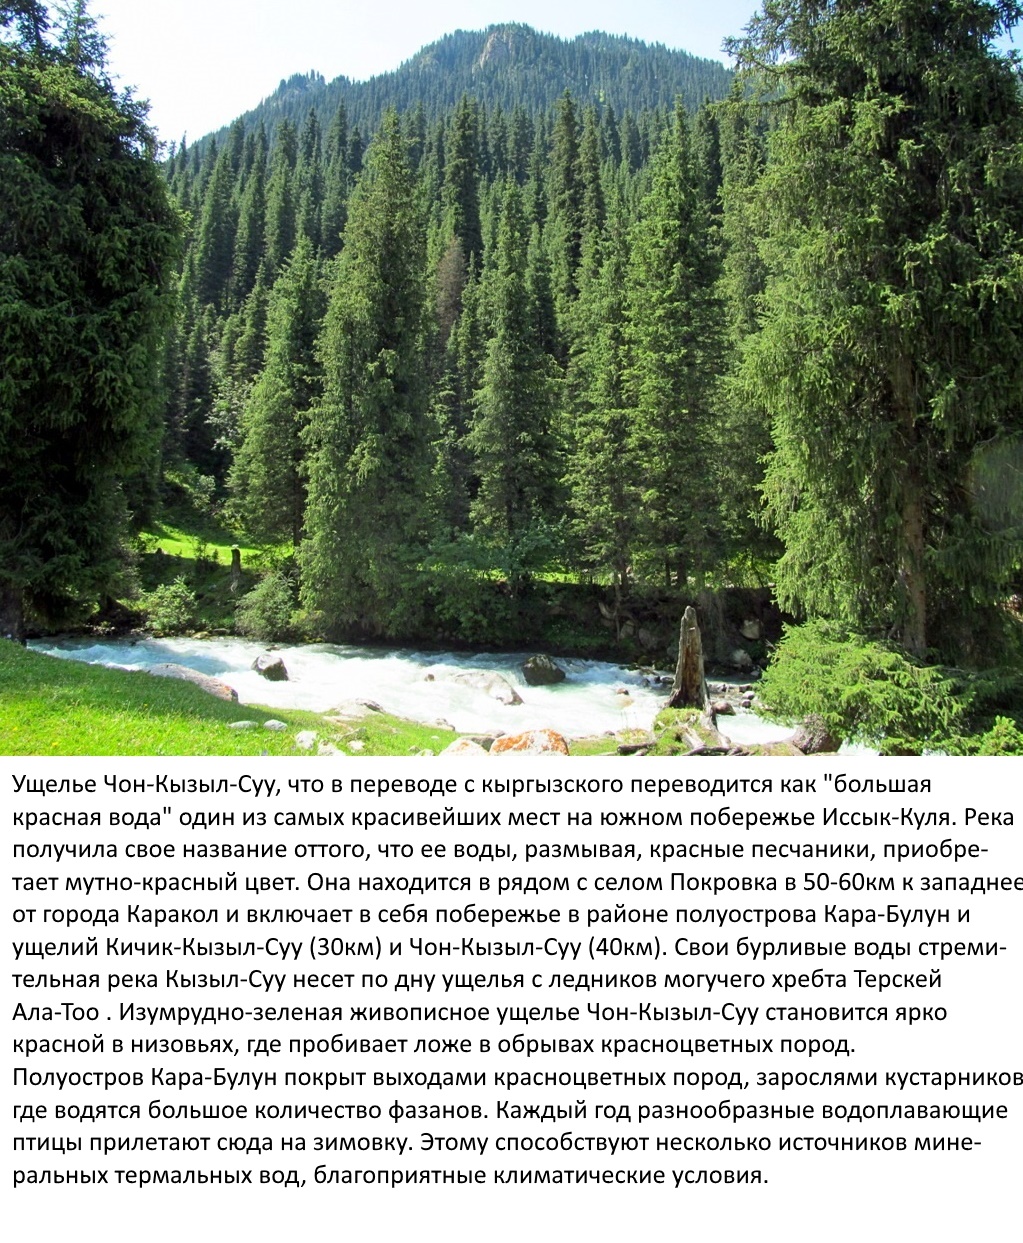 Ущелье Чон-Кызыл-Суу, что в переводе с кыргызского переводится как "большая
красная вода" один из самых красивейших мест на южном побережье Иссык-Куля. Река
получила свое название оттого, что ее воды, размывая, красные песчаники, приобре-
тает мутно-красный цвет. Она находится в рядом с селом Покровка в 50-60км к западнее
от города Каракол и включает в себя побережье в районе полуострова Кара-Булун и
ущелий Кичик-Кызыл-Суу (30км) и Чон-Кызыл-Суу (40км). Свои бурливые воды стреми-
тельная река Кызыл-Суу несет по дну ущелья с ледников могучего хребта Терскей
Ала-Тоо . Изумрудно-зеленая живописное ущелье Чон-Кызыл-Суу становится ярко
красной в низовьях, где пробивает ложе в обрывах красноцветных пород.
Полуостров Кара-Булун покрыт выходами красноцветных пород, зарослями кустарников
где водятся большое количество фазанов. Каждый год разнообразные водоплавающие
птицы прилетают сюда на зимовку. Этому способствуют несколько источников мине-
ральных термальных вод, благоприятные климатические условия.